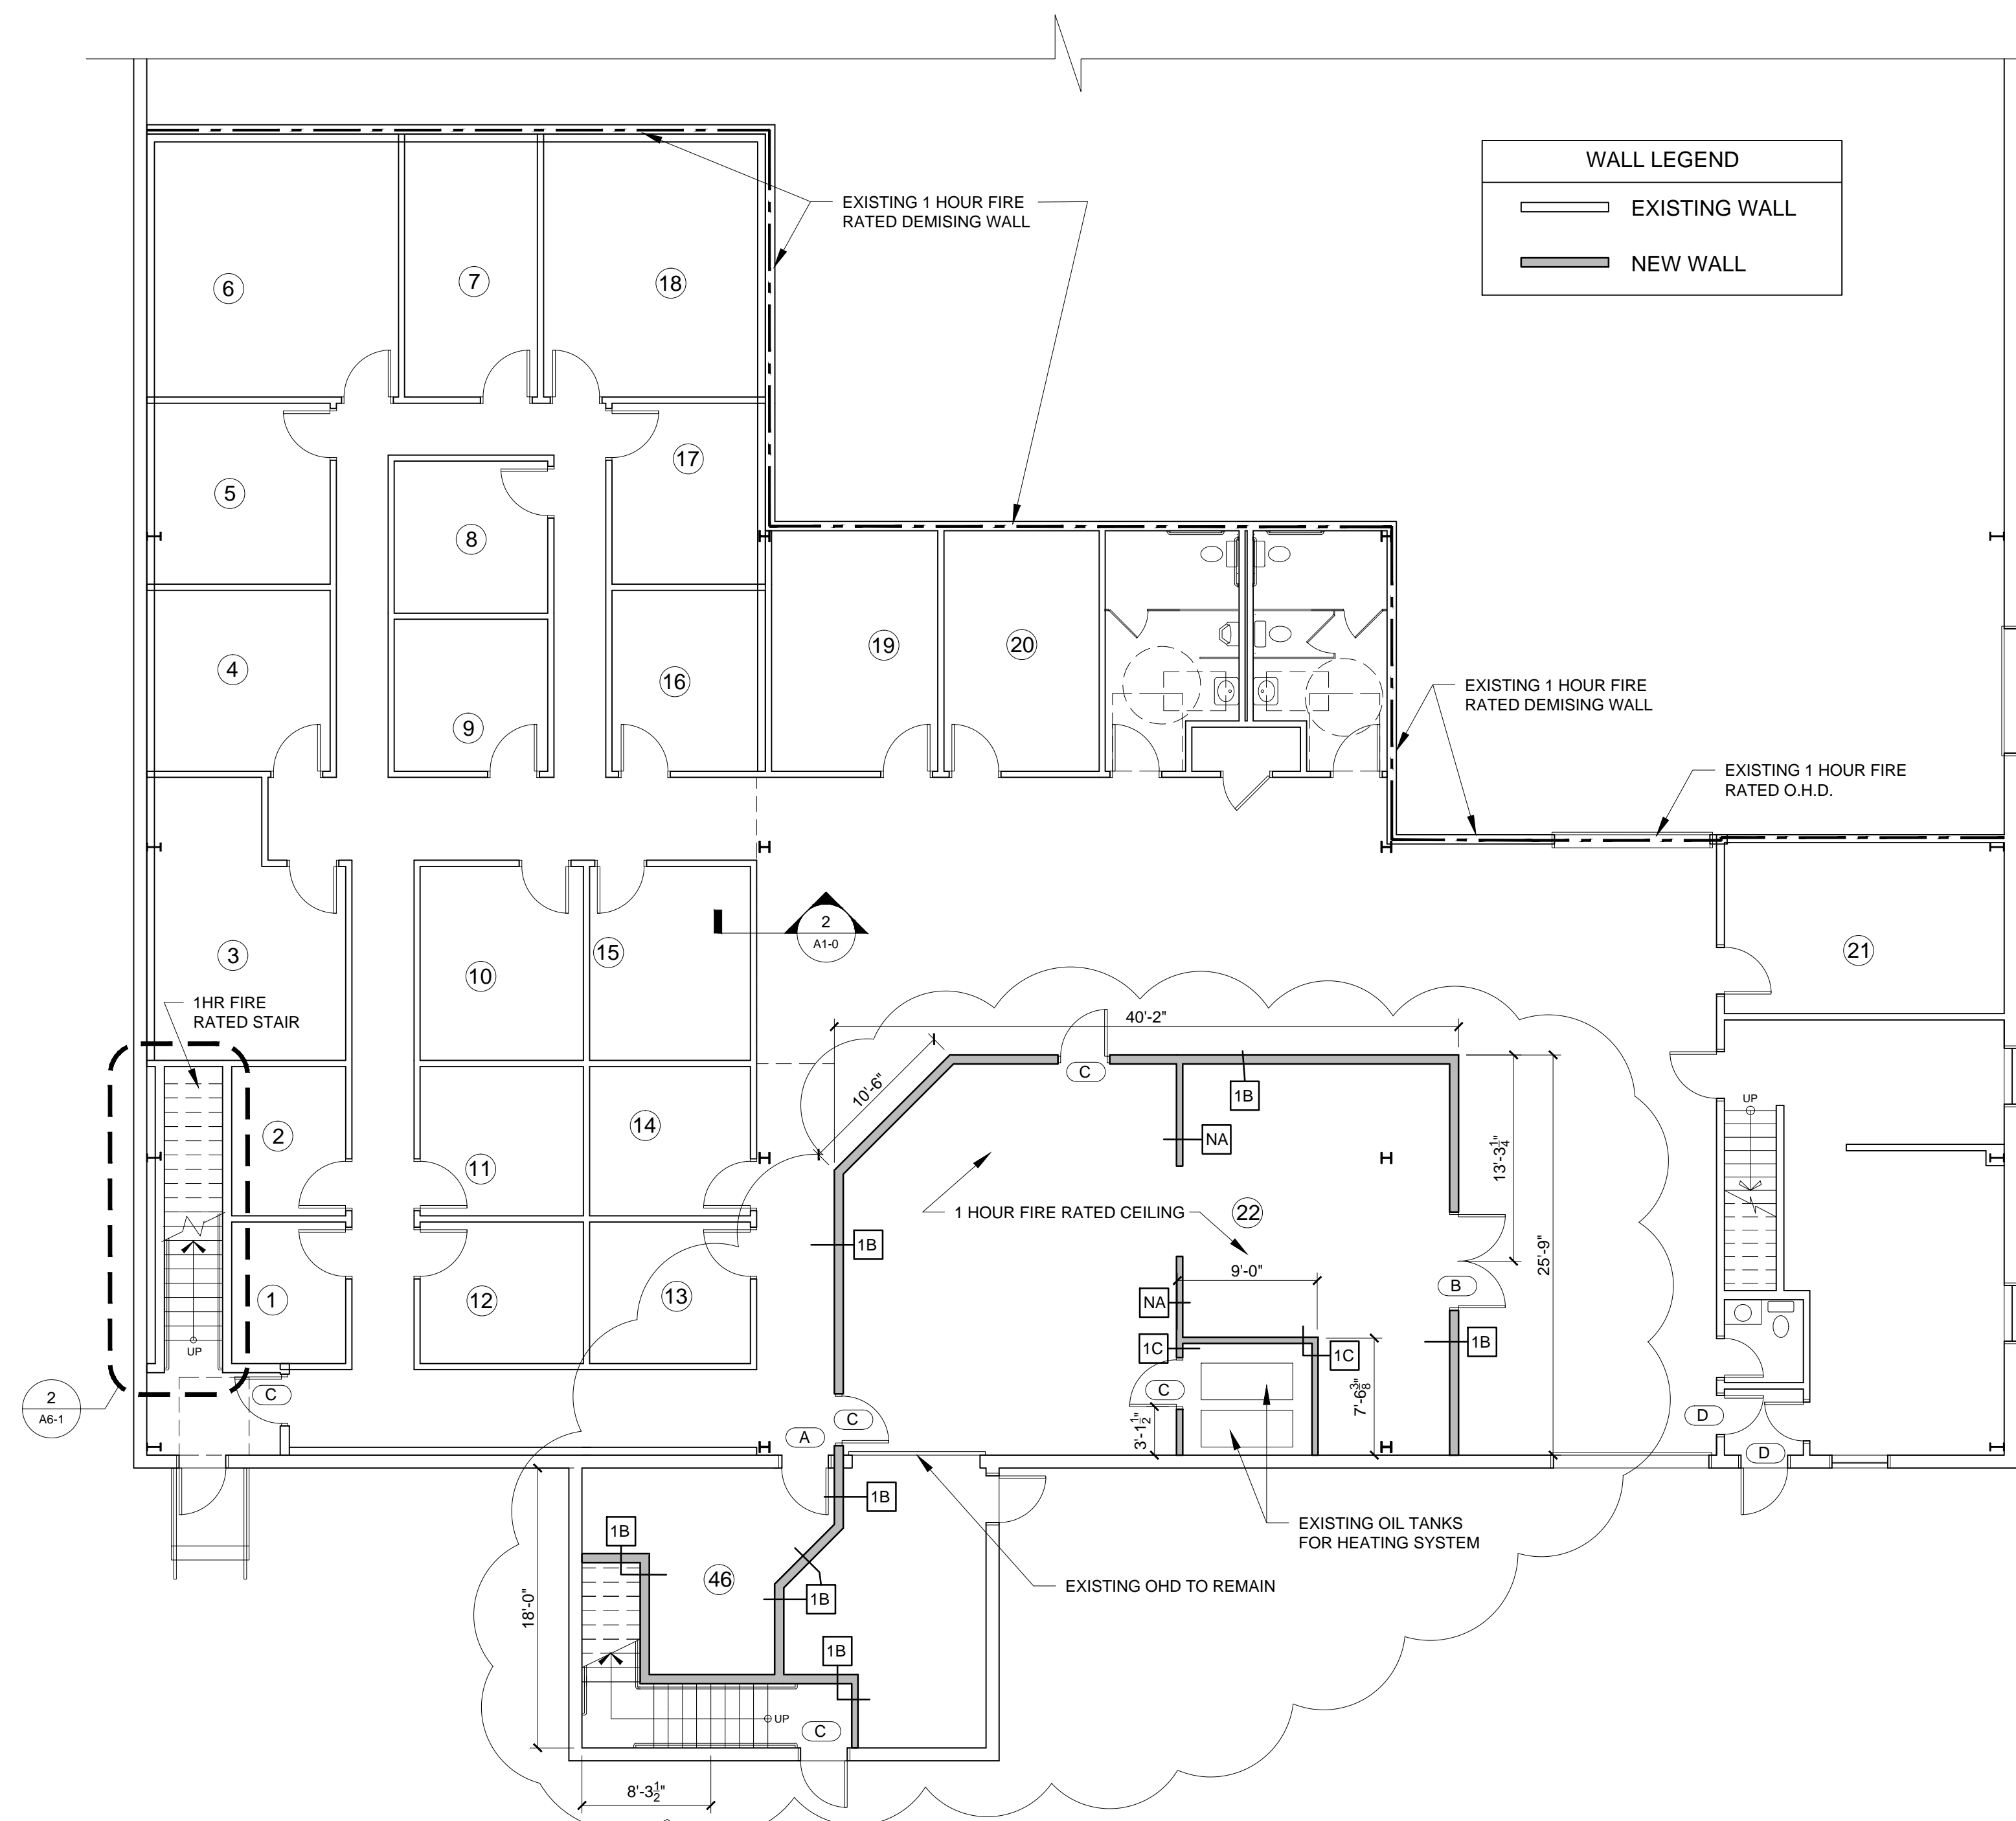 WALL LEGEND
EXISTING WALL
NEW WALL
EXISTING 1 HOUR FIRE
RATED DEMISING WALL
6
7
18
5
8
17
4
9
16
19
20
EXISTING 1 HOUR FIRE
RATED DEMISING WALL
EXISTING 1 HOUR FIRE
RATED O.H.D.
3
10
15
2
A1-0
21
1HR FIRE
RATED STAIR
40'-2"
10'-6"
C
1B
NA
13'-3 1/4"
25'-9"
2
11
14
1 HOUR FIRE RATED CEILING
22
1B
9'-0"
B
NA
1C
1C
1B
7'-6 3/8"
C
3'-1 1/2"
1
12
13
UP
UP
2
A6-1
C
C
A
D
D
1B
1B
18'-0"
46
1B
1B
UP
C
8'-3 1/2"
EXISTING OIL TANKS
FOR HEATING SYSTEM
EXISTING OHD TO REMAIN